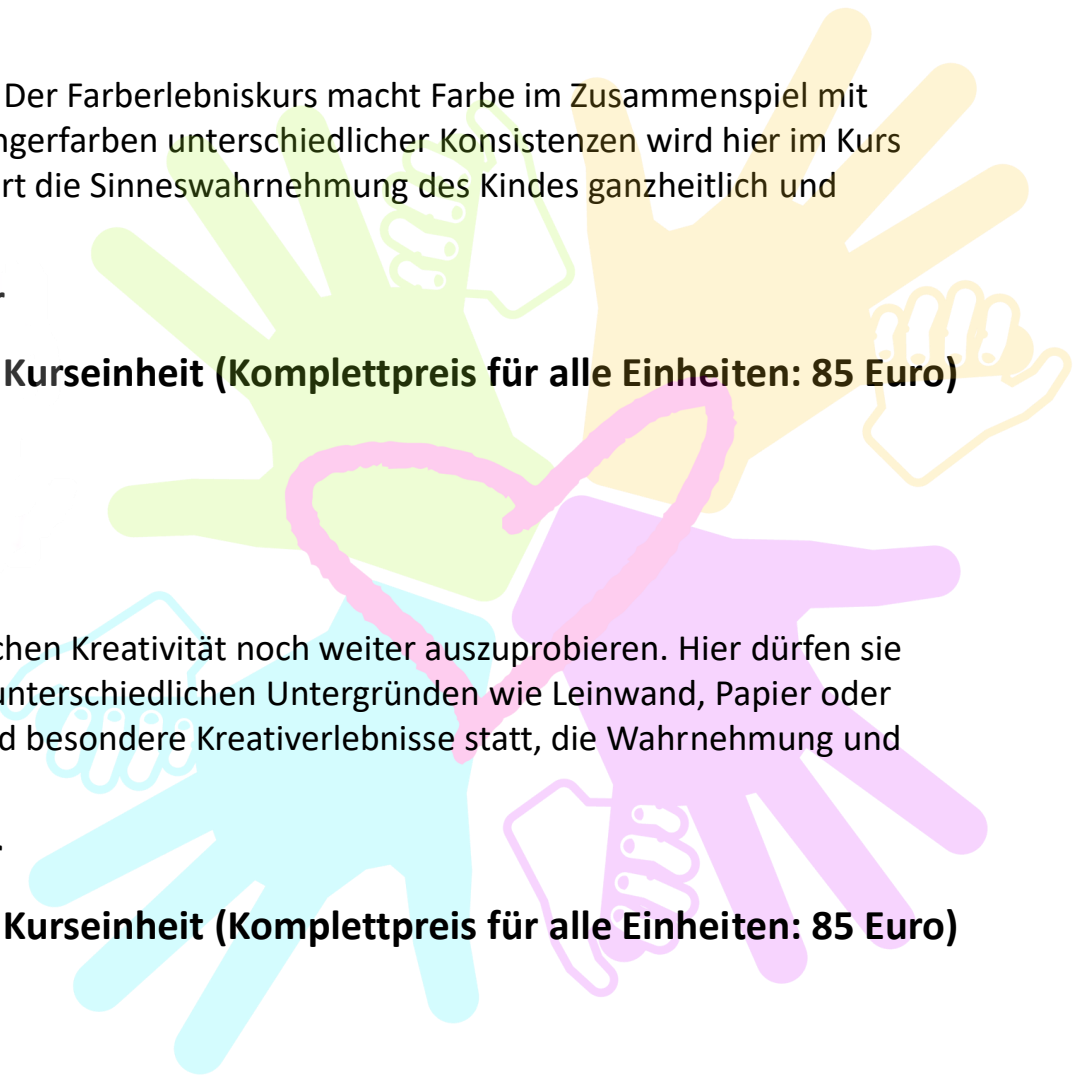 Der Farberlebniskurs macht Farbe im Zusammenspiel mit
ngerfarben unterschiedlicher Konsistenzen wird hier im Kurs
rt die Sinneswahrnehmung des Kindes ganzheitlich und
Kurseinheit (Komplettpreis für alle Einheiten: 85 Euro)
chen Kreativität noch weiter auszuprobieren. Hier dürfen sie
unterschiedlichen Untergründen wie Leinwand, Papier oder
d besondere Kreativerlebnisse statt, die Wahrnehmung und
Kurseinheit (Komplettpreis für alle Einheiten: 85 Euro)